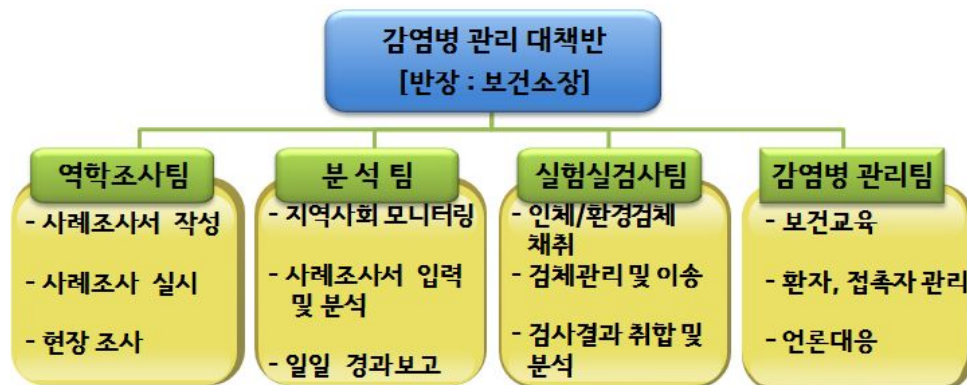 감염병 관리 대책반
[반장 : 보건소장]
역학조사팀
- 사례조사서 작성
- 사례조사 실시
- 현장 조사
분 석 팀
- 지역사회 모니터링
- 사례조사서 입력
및 분석
- 일일 경과보고
실험실검사팀
- 인체/환경검체
채취
- 검체관리 및 이송
- 검사결과 취합 및
분석
감염병 관리팀
- 보건교육
- 환자, 접촉자 관리
- 언론대응